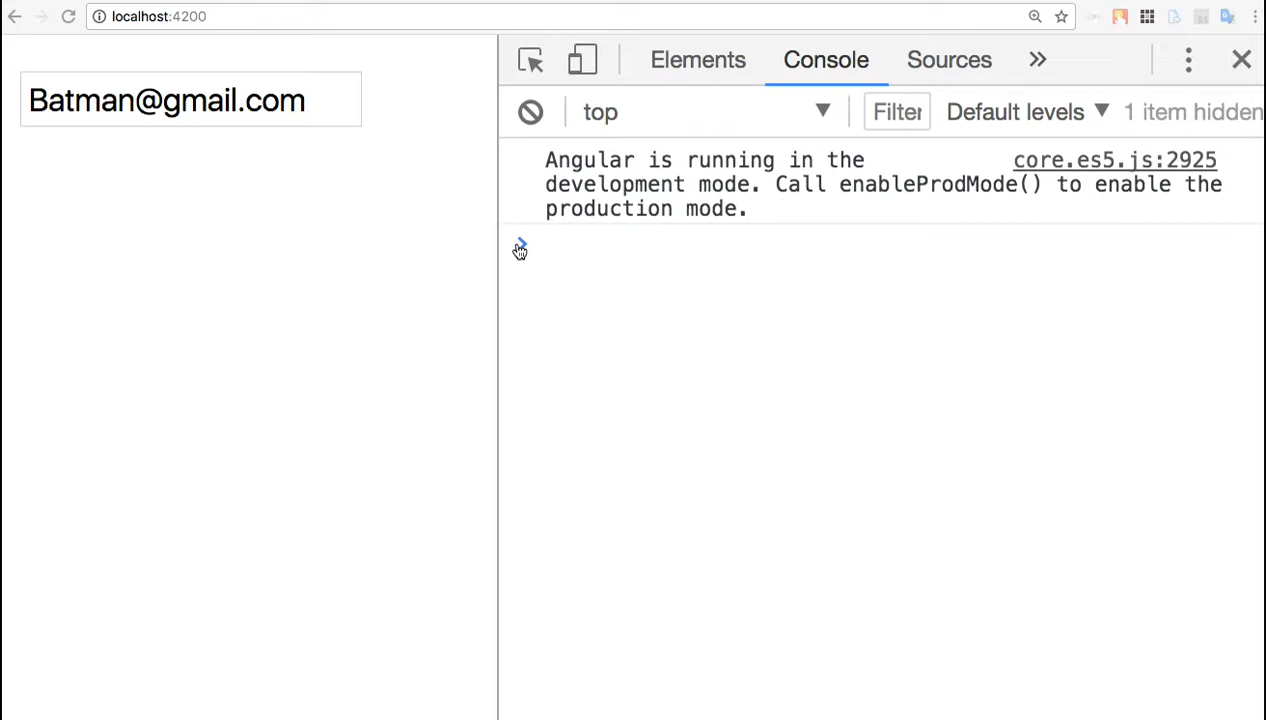 localhost:4200
Batman@gmail.com
Elements Console Sources
top Filter Default levels 1 item hidden
Angular is running in the core.es5.js:2925
development mode. Call enableProdMode() to enable the
production mode.